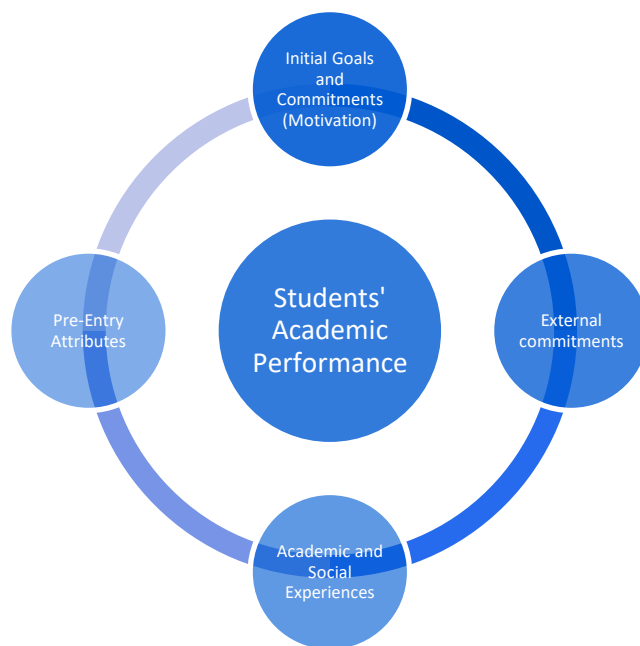 Initial Goals
and
Commitments
(Motivation)
Students'
Academic
Performance
Pre-Entry
Attributes
External
commitments
Academic and
Social
Experiences